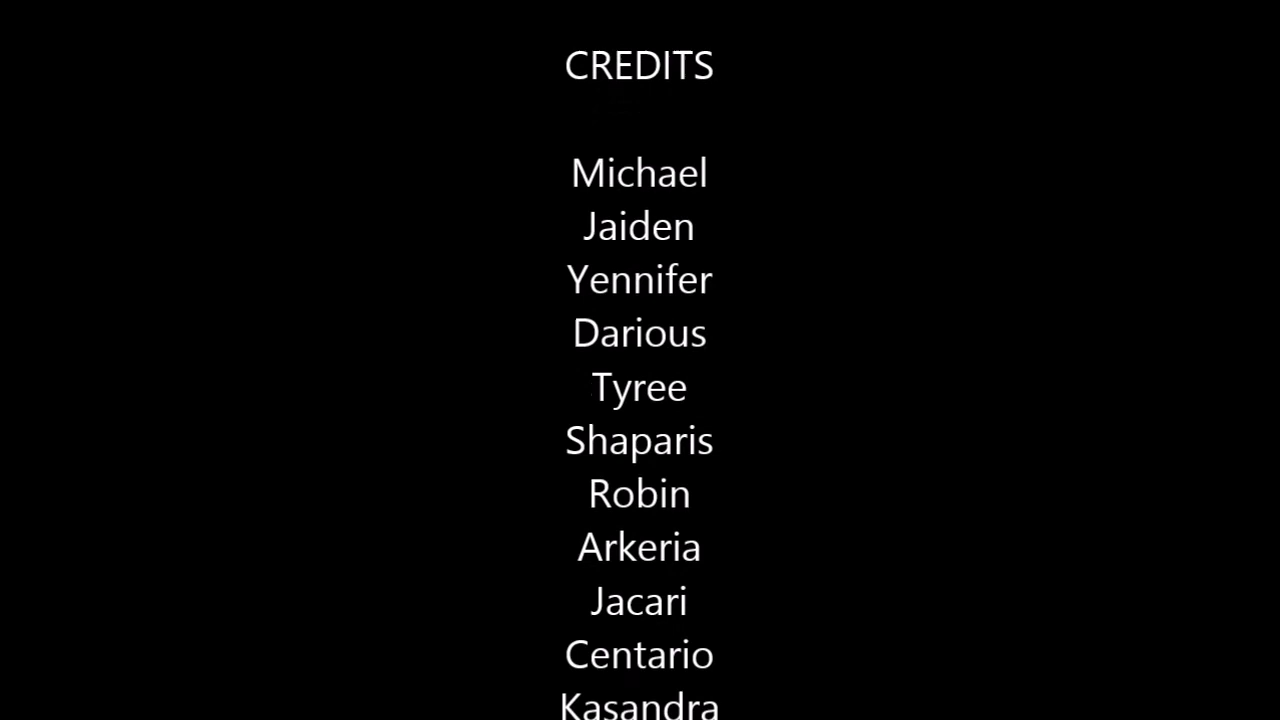 CREDITS
Michael
Jaiden
Yennifer
Darious
Tyree
Shaparis
Robin
Arkeria
Jacari
Centario
Kasandra